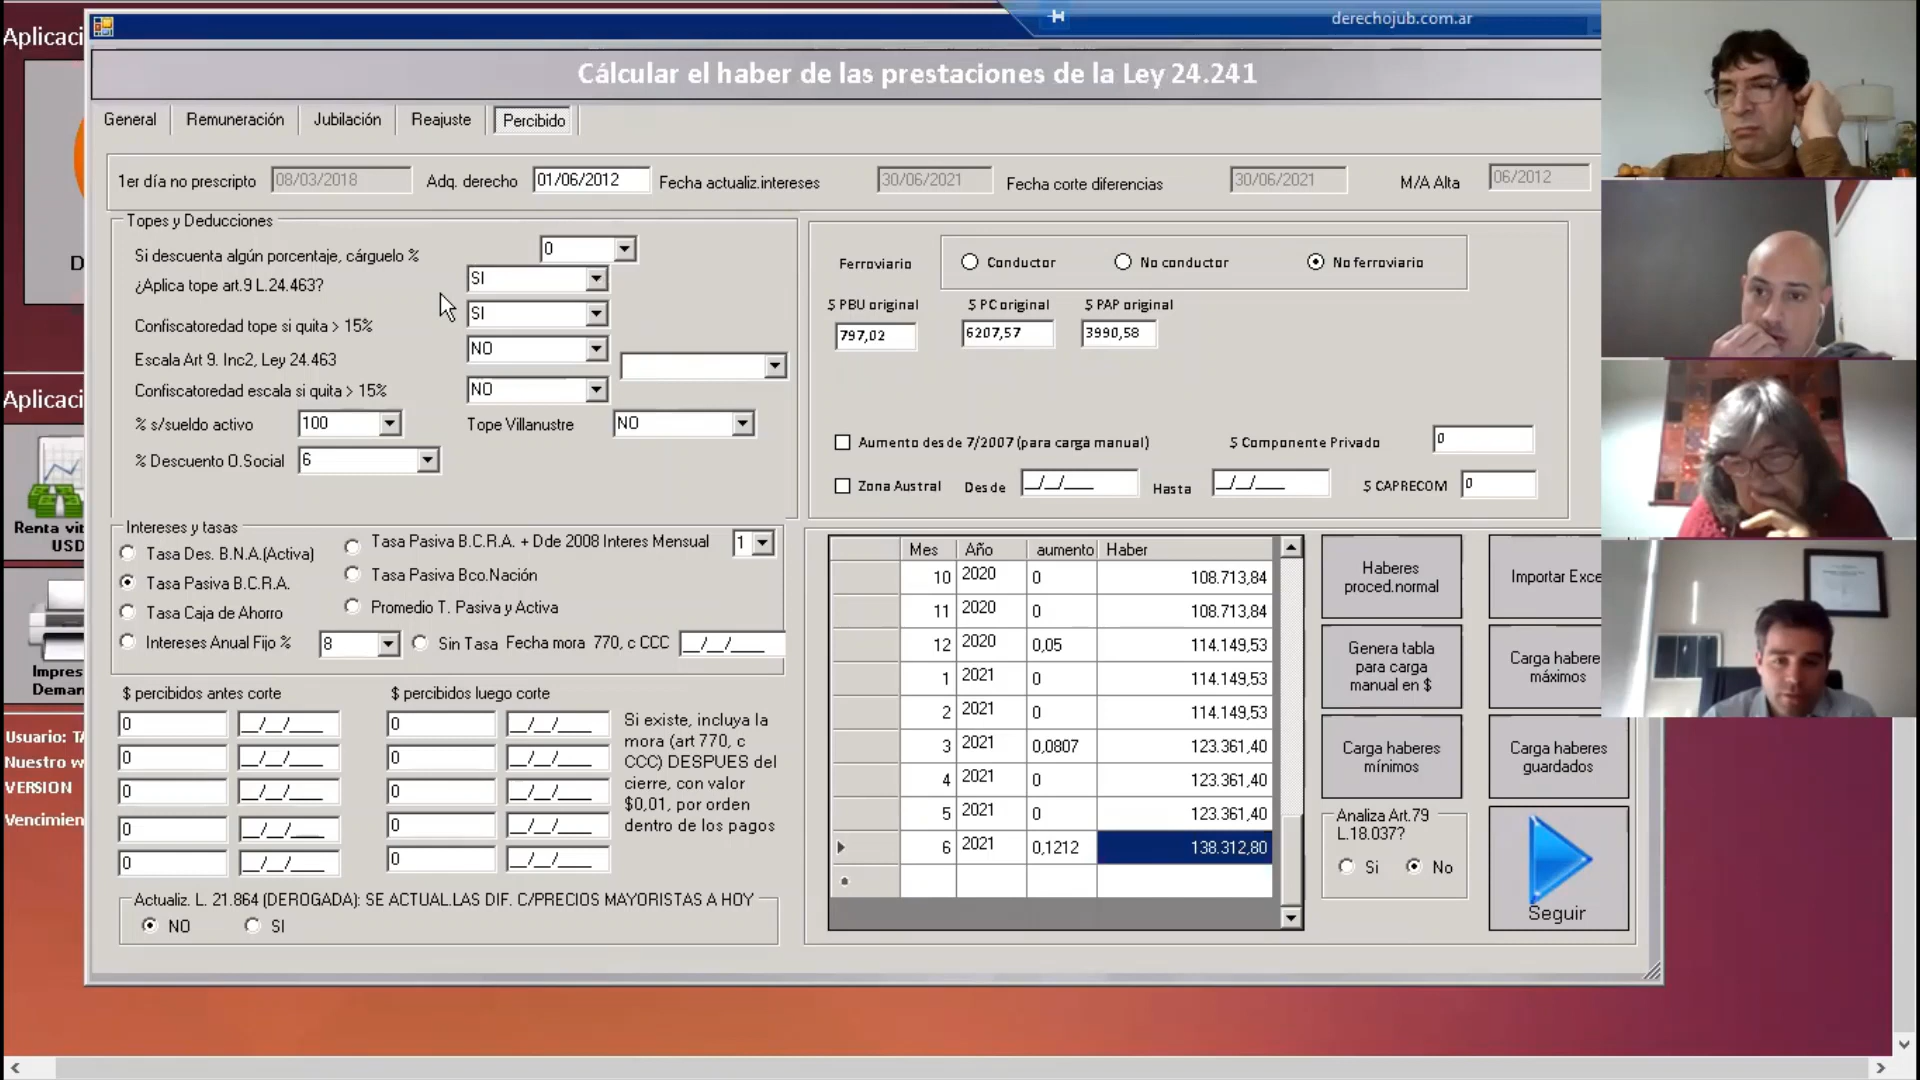 derechojub.com.ar
Aplicaci
Cálcular el haber de las prestaciones de la Ley 24.241
General Remuneración Jubilación Reajuste Percibido
1er día no prescripto 08/03/2018 Adq. derecho 01/06/2012 Fecha actualiz.intereses 30/06/2021 Fecha corte diferencias 30/06/2021 M/A Alta 06/2012
Topes y Deducciones
Si descuenta algún porcentaje, cárguelo % 0
¿Aplica tope art.9 L.24.463? SI
Confiscatoredad tope si quita > 15% SI
Escala Art 9. Inc2, Ley 24.463 NO
Confiscatoredad escala si quita > 15% NO
% s/sueldo activo 100 Tope Villanustre NO
% Descuento O.Social 6
Ferroviario Conductor No conductor No ferroviario
$ PBU original $ PC original $ PAP original
797,02 6207,57 3990,58
Aumento desde 7/2007 (para carga manual) $ Componente Privado 0
Zona Austral Desde _/_/___ Hasta _/_/___ $ CAPRECOM 0
Intereses y tasas
Tasa Des. B.N.A.(Activa) Tasa Pasiva B.C.R.A. + Dde 2008 Interes Mensual 1
Tasa Pasiva B.C.R.A. Tasa Pasiva Bco.Nación
Tasa Caja de Ahorro Promedio T. Pasiva y Activa
Intereses Anual Fijo % 8 Sin Tasa Fecha mora 770, c CCC _/_/___
$ percibidos antes corte $ percibidos luego corte
0 _/_/___ 0 _/_/___
0 _/_/___ 0 _/_/___
0 _/_/___ 0 _/_/___
0 _/_/___ 0 _/_/___
0 _/_/___ 0 _/_/___
Si existe, incluya la
mora (art 770, c
CCC) DESPUES del
cierre, con valor
$0,01, por orden
dentro de los pagos
Actualiz. L. 21.864 (DEROGADA): SE ACTUAL.LAS DIF. C/PRECIOS MAYORISTAS A HOY
NO SI
Mes Año aumento Haber
10 2020 0 108.713,84
11 2020 0 108.713,84
12 2020 0,05 114.149,53
1 2021 0 114.149,53
2 2021 0 114.149,53
3 2021 0,0807 123.361,40
4 2021 0 123.361,40
5 2021 0 123.361,40
6 2021 0,1212 138.312,80
Haberes
proced.normal
Importar Exce
Genera tabla
para carga
manual en $
Carga habere
máximos
Carga haberes
mínimos
Carga haberes
guardados
Analiza Art.79
L.18.037?
Si No
Seguir
D
Aplicaci
Renta vit
USD
Impres
Deman
Usuario: T
Nuestro w
VERSION
Vencimien